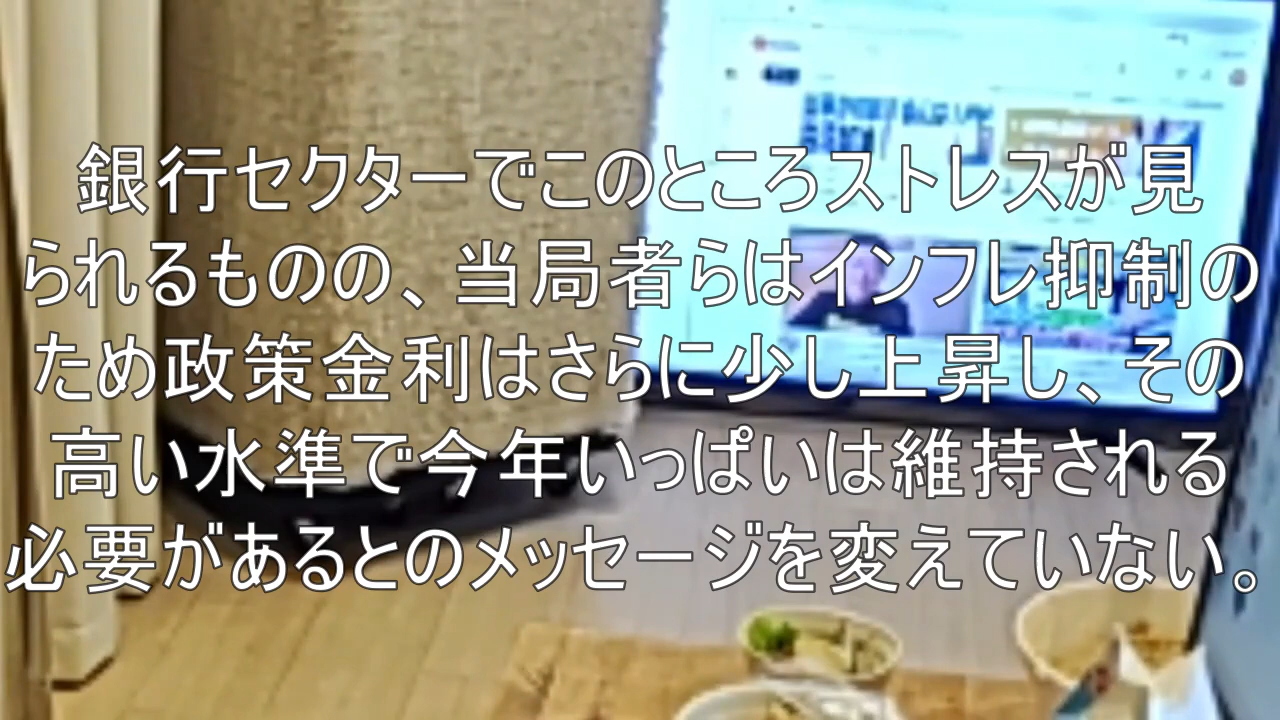 銀行セクターでこのところストレスが見
られるものの、当局者らはインフレ抑制の
ため政策金利はさらに少し上昇し、その
高い水準で今年いっぱいは維持される
必要があるとのメッセージを変えていない。